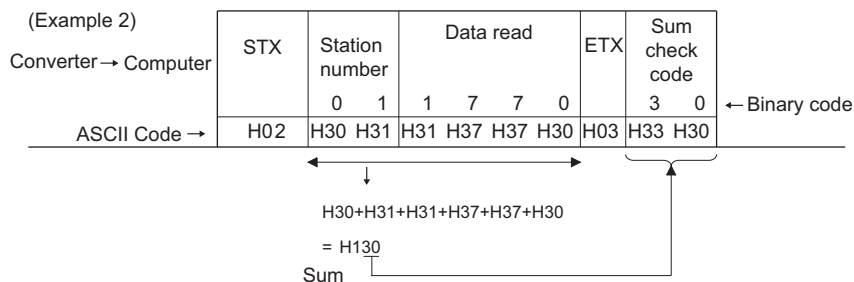 (Example 2)
Converter → Computer
STX
Station number
Data read
ETX
Sum check code
0 1 1 7 7 0 3 0
← Binary code
ASCII Code →
H02 H30 H31 H31 H37 H37 H30 H03 H33 H30
H30+H31+H31+H37+H37+H30
= H130
Sum